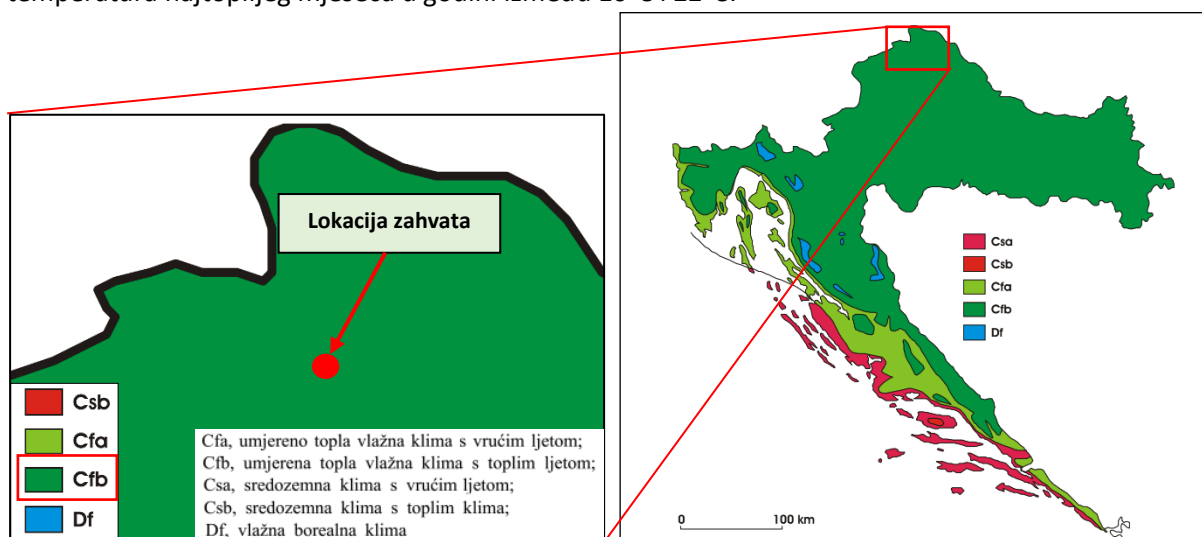 Lokacija zahvata
Csb
Cfa
Cfb
Df
Cfa, umjereno topla vlažna klima s vrućim ljetom;
Cfb, umjerena topla vlažna klima s toplim ljetom;
Csa, sredozemna klima s vrućim ljetom;
Csb, sredozemna klima s toplim klima;
Df, vlažna borealna klima
Csa
Csb
Cfa
Cfb
Df
0 100 km